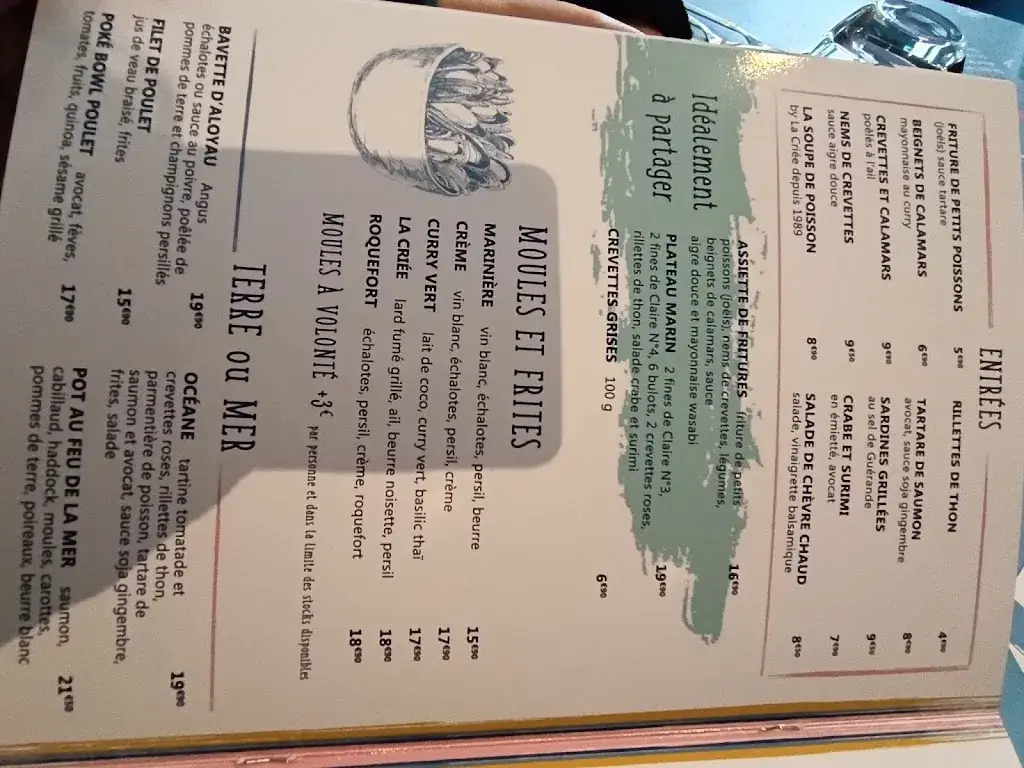 ENTRÉES
FRITURE DE PETITS POISSONS 5€90
(joëls) sauce tartare
BEIGNETS DE CALAMARS 6€90
mayonnaise au curry
CREVETTES ET CALAMARS 9€90
poêlés à l'ail
NEMS DE CREVETTES 9€50
sauce aigre douce
LA SOUPE DE POISSON 8€90
by La Criée depuis 1989
RILLETTES DE THON 4€90
TARTARE DE SAUMON 8€90
avocat, sauce soja gingembre
SARDINES GRILLÉES 9€50
au sel de Guérande
CRABE ET SURIMI 7€90
en émietté, avocat
SALADE DE CHÈVRE CHAUD 8€50
salade, vinaigrette balsamique
Idéalement
à partager
ASSIETTE DE FRITURES friture de petits
poissons (joëls), nems de crevettes, légumes,
beignets de calamars, sauce
aigre douce et mayonnaise wasabi 16€90
PLATEAU MARIN 2 fines de Claire N°3,
2 fines de Claire N°4, 6 bulots, 2 crevettes roses,
rillettes de thon, salade crabe et surimi 19€90
CREVETTES GRISES 100 g 6€90
MOULES ET FRITES
MARINIÈRE vin blanc, échalotes, persil, beurre 15€90
CRÈME vin blanc, échalotes, persil, crème 17€90
CURRY VERT lait de coco, curry vert, basilic thaï 17€90
LA CRIÉE lard fumé grillé, ail, beurre noisette, persil 18€90
ROQUEFORT échalotes, persil, crème, roquefort 18€90
MOULES À VOLONTÉ +3€ par personne et dans la limite des stocks disponibles
TERRE ou MER
BAVETTE D'ALOYAU Angus 19€90
échalotes ou sauce au poivre, poêlée de
pommes de terre et champignons persillés
FILET DE POULET 15€90
jus de veau braisé, frites
POKÉ BOWL POULET avocat, fèves, 17€90
tomates, fruits, quinoa, sésame grillé
OCÉANE tartine tomatade et 19€90
crevettes roses, rillettes de thon,
parmentière de poisson, tartare de
saumon et avocat, sauce soja gingembre,
frites, salade
POT AU FEU DE LA MER saumon, 21€50
cabillaud, haddock, moules, carottes,
pommes de terre, poireaux, beurre blanc